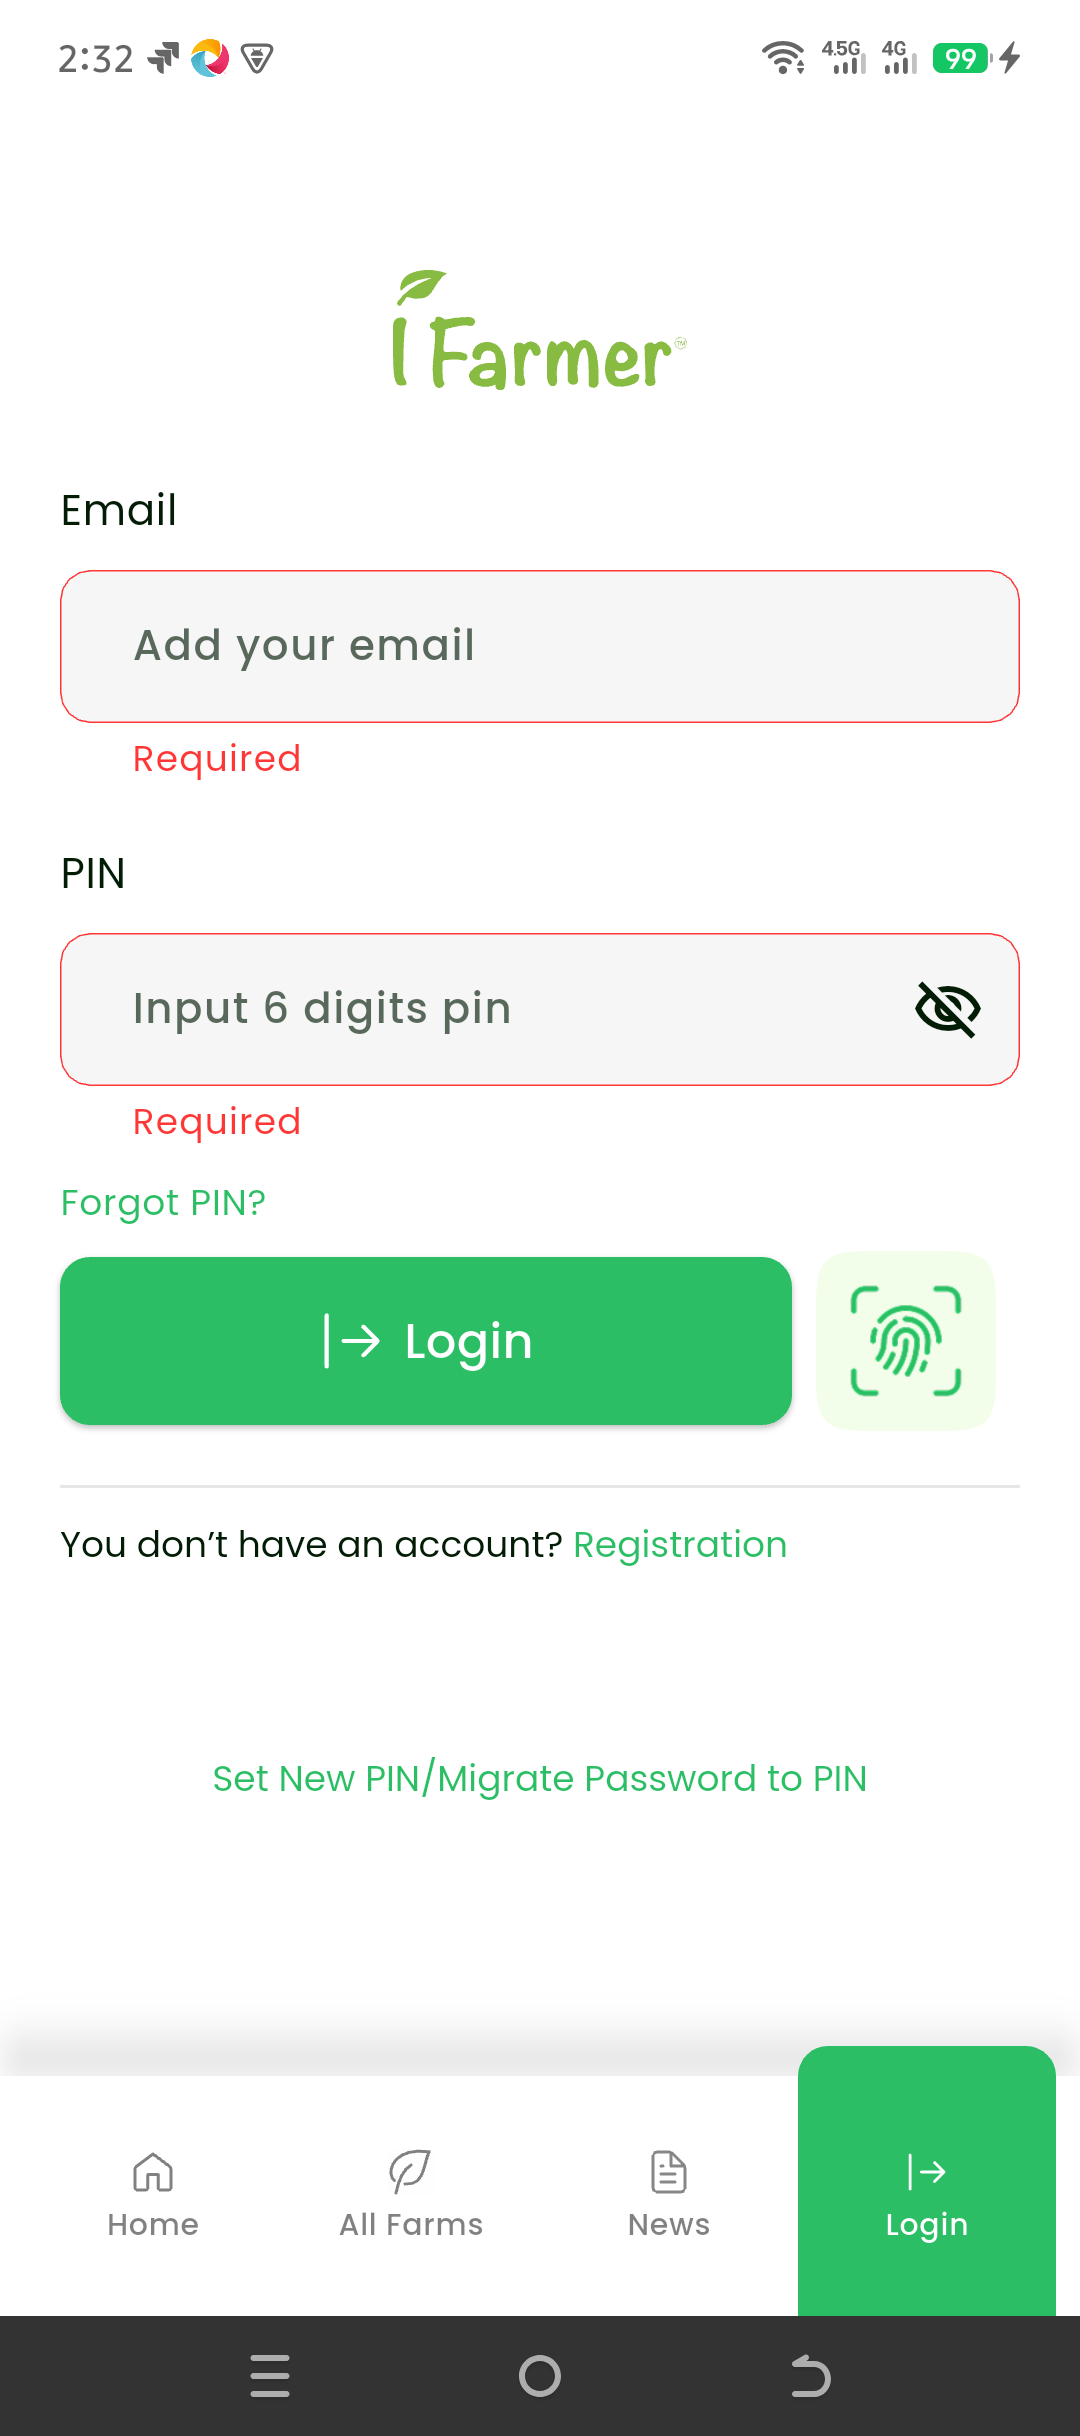 2:32
4.5G 4G 99
I Farmer TM
Email
Add your email
Required
PIN
Input 6 digits pin
Required
Forgot PIN?
Login
You don’t have an account? Registration
Set New PIN/Migrate Password to PIN
Home All Farms News Login